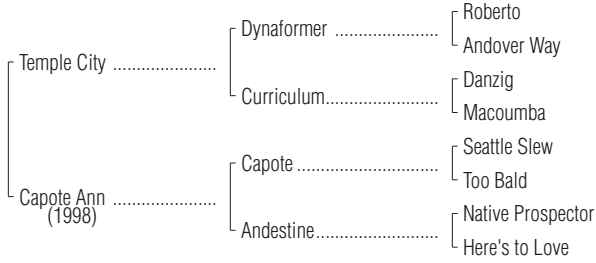 Roberto
Dynaformer ....................
Andover Way
Temple City ....................
Danzig
Curriculum......................
Macoumba
Seattle Slew
Capote ...........................
Too Bald
Capote Ann ....................
(1998)
Native Prospector
Andestine........................
Here's to Love